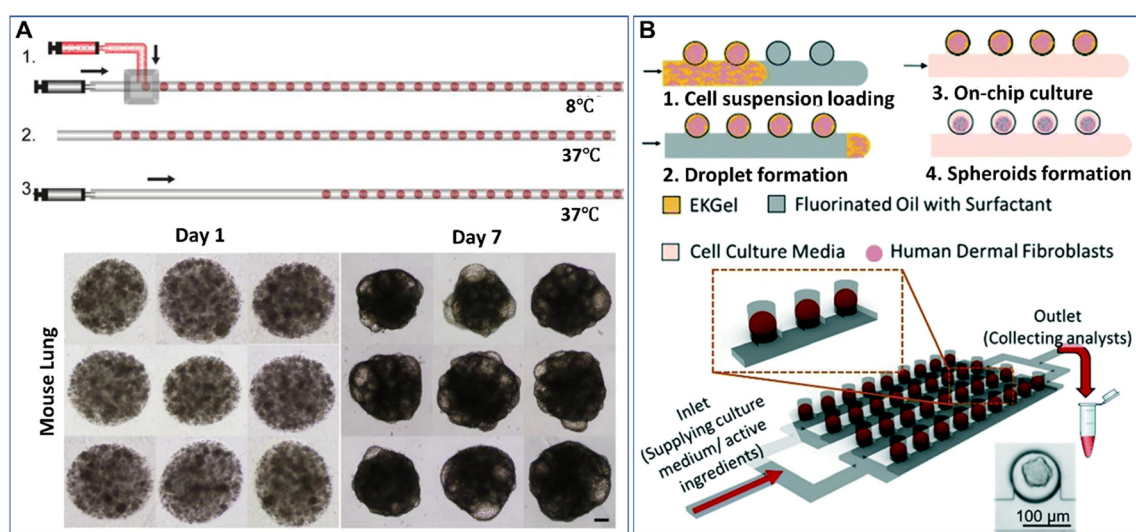 A
1.
8°C
2.
37°C
3.
37°C
Day 1
Day 7
Mouse Lung
B
1. Cell suspension loading
3. On-chip culture
2. Droplet formation
4. Spheroids formation
EKGel
Fluorinated Oil with Surfactant
Cell Culture Media
Human Dermal Fibroblasts
Outlet
(Collecting analysts)
Inlet
(Supplying culture
medium/ active
ingredients)
100 µm